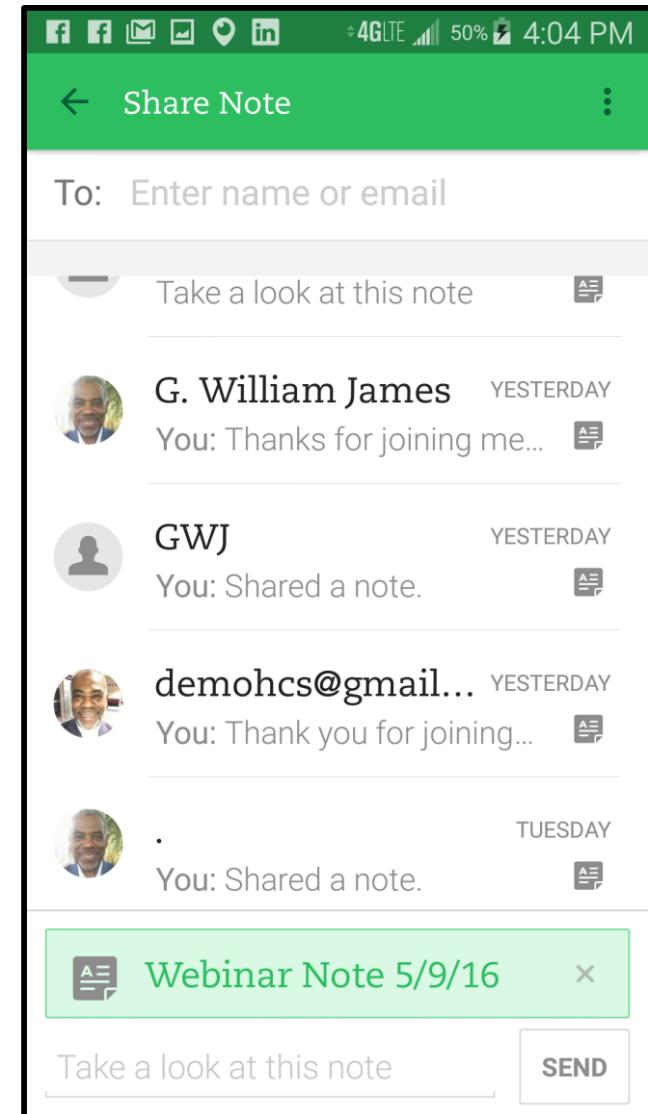 4G LTE 50% 4:04 PM
Share Note
To: Enter name or email
Take a look at this note
G. William James YESTERDAY
You: Thanks for joining me...
GWJ YESTERDAY
You: Shared a note.
demohcs@gmail... YESTERDAY
You: Thank you for joining...
. TUESDAY
You: Shared a note.
Webinar Note 5/9/16 ×
Take a look at this note SEND